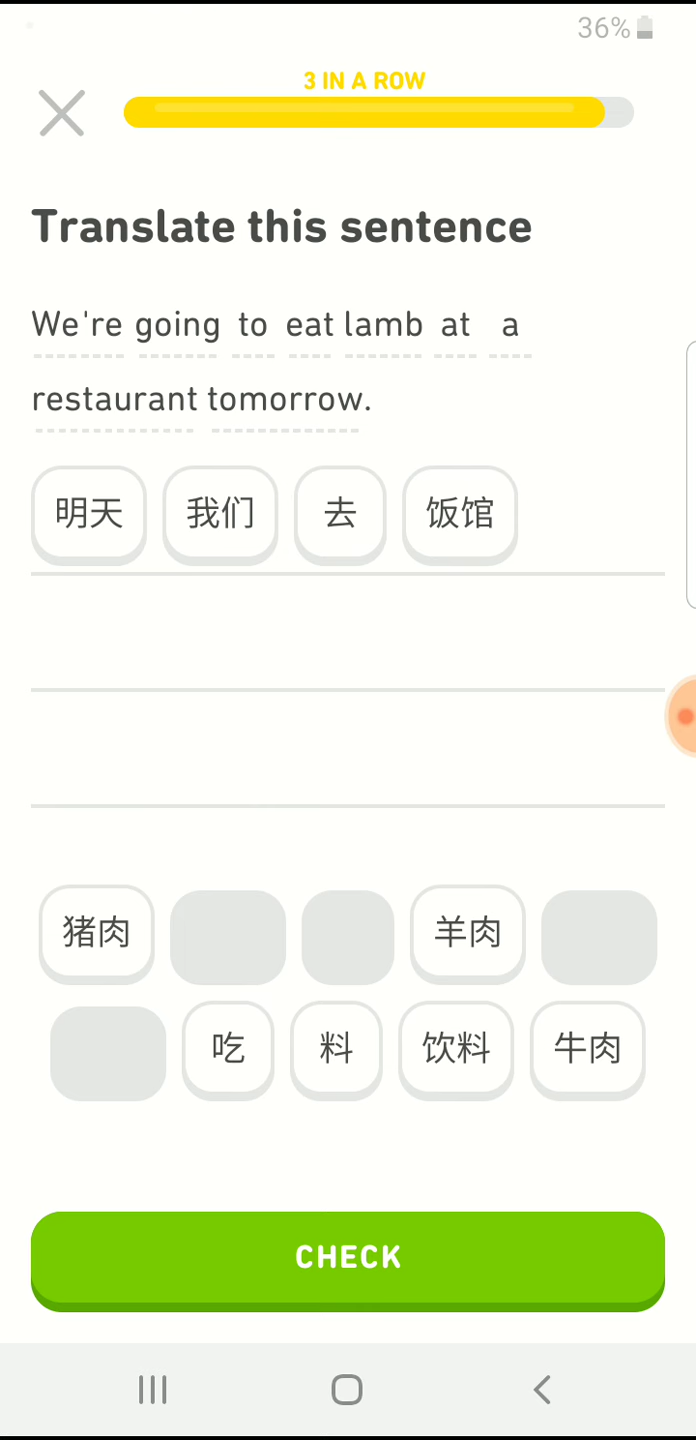 36%
3 IN A ROW
Translate this sentence
We're going to eat lamb at a
restaurant tomorrow.
明天 我们 去 饭馆
猪肉 羊肉
吃 料 饮料 牛肉
CHECK